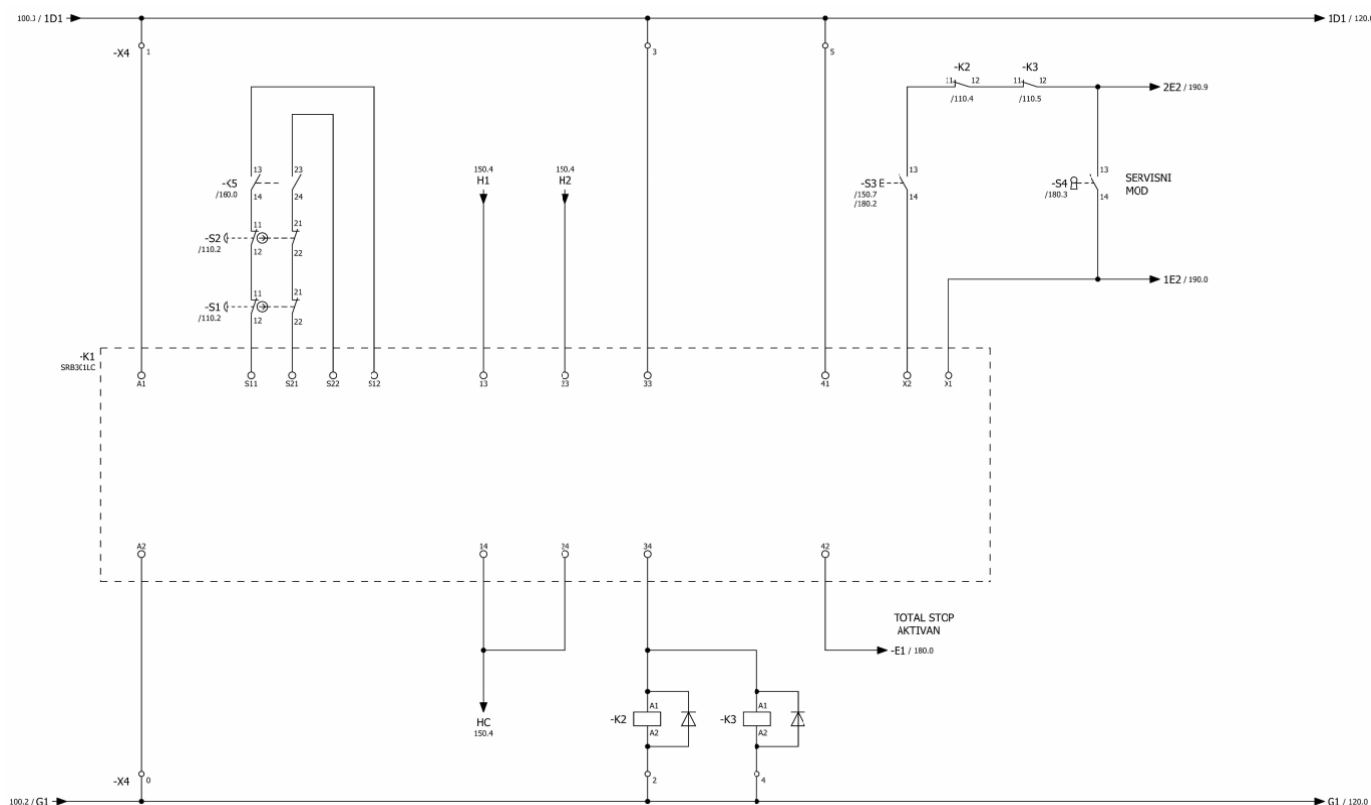 / 1D1
1D1 / 120.0
-X4
1
3
5
-K2
-K3
11
12
11
12
/110.4
/110.5
2E2 / 190.9
13
23
14
24
/160.0
150.4
H1
150.4
H2
13
14
-S3
/150.7
/180.2
13
14
-S4
/180.3
SERVISNI
MOD
11
21
-S2
/110.2
12
22
11
21
-S1
/110.2
12
22
1E2 / 190.0
-K1
A1
S11
S21
S22
S12
13
23
33
41
X2
X1
A2
14
24
34
42
TOTAL STOP
AKTIVAN
-E1 / 180.0
HC
150.4
-K2
A1
A2
-K3
A1
A2
-X4
0
2
4
100.2 / G1
G1 / 120.0